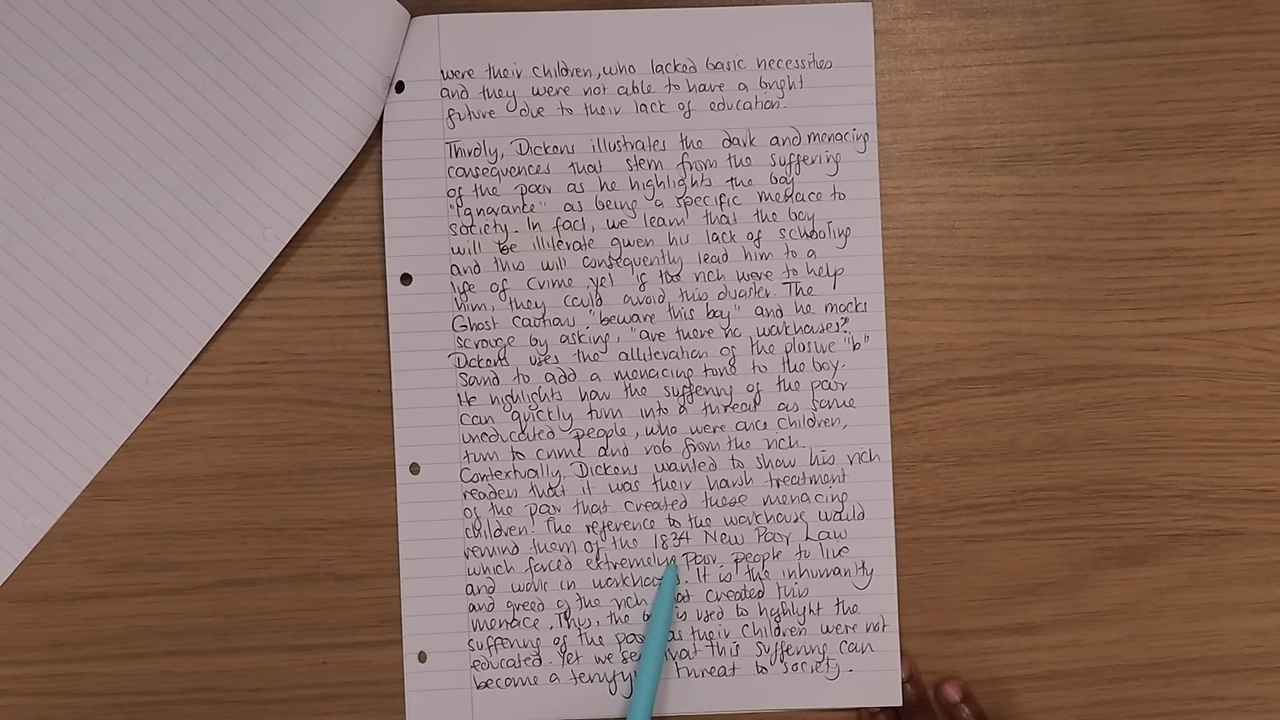 were their children, who lacked basic necessities
and they were not able to have a bright
future due to their lack of education.
Thirdly, Dickens illustrates the dark and menacing
consequences that stem from the suffering
of the poor as he highlights the boy
"Ignorance" as being a specific menace to
society. In fact, we learn that the boy
will be illiterate given his lack of schooling
and this will consequently lead him to a
life of crime yet if the rich were to help
him, they could avoid this disaster. The
Ghost cautions "beware this boy" and he mocks
scrooge by asking, "are there no workhouses?"
Dickens uses the alliteration of the plosive "b"
sound to add a menacing tone to the boy.
He highlights how the suffering of the poor
can quickly turn into a threat as some
uneducated people, who were once children,
turn to crime and rob from the rich.
Contextually, Dickens wanted to show his rich
readers that it was their harsh treatment
of the poor that created these menacing
children! The reference to the workhouse would
remind them of the 1834 New Poor Law
which forced extremely poor people to live
and work in workhouses. It is the inhumanity
and greed of the rich that created this
menace. Thus, the boy is used to highlight the
suffering of the poor as their children were not
educated. Yet we see that this suffering can
become a terrifying threat to society.